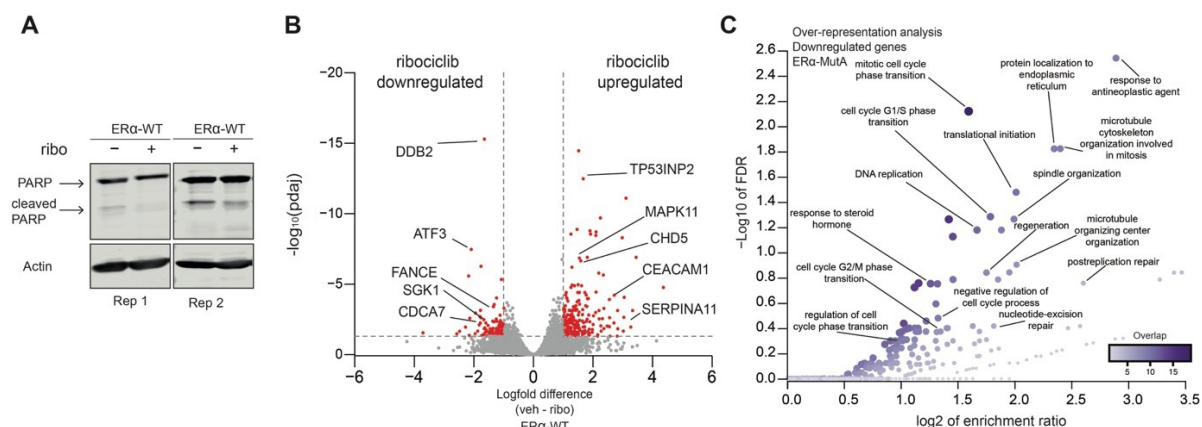 A
ERα-WT
ERα-WT
ribo
−
+
−
+
PARP
cleaved
PARP
Actin
Rep 1
Rep 2
B
ribociclib
downregulated
ribociclib
upregulated
-log10(pdaj)
−20
−15
−10
−5
0
DDB2
TP53INP2
MAPK11
CHD5
ATF3
FANCE
SGK1
CDCA7
CEACAM1
SERPINA11
−6
−4
−2
0
2
4
6
Logfold difference
(veh - ribo)
ERα-WT
C
Over-representation analysis
Downregulated genes
ERα-MutA
−Log10 of FDR
2.6
2.4
2.2
2.0
1.8
1.6
1.4
1.2
1.0
0.8
0.6
0.4
0.2
0.0
mitotic cell cycle
phase transition
protein localization to
endoplasmic
reticulum
response to
antineoplastic agent
cell cycle G1/S phase
transition
translational initiation
microtubule
cytoskeleton
organization involved
in mitosis
DNA replication
spindle organization
response to steroid
hormone
regeneration
microtubule
organizing center
organization
cell cycle G2/M phase
transition
postreplication repair
negative regulation of
cell cycle process
regulation of
cell cycle phase transition
nucleotide-excision
repair
Overlap
5
10
15
0.0
0.5
1.0
1.5
2.0
2.5
3.0
3.5
log2 of enrichment ratio